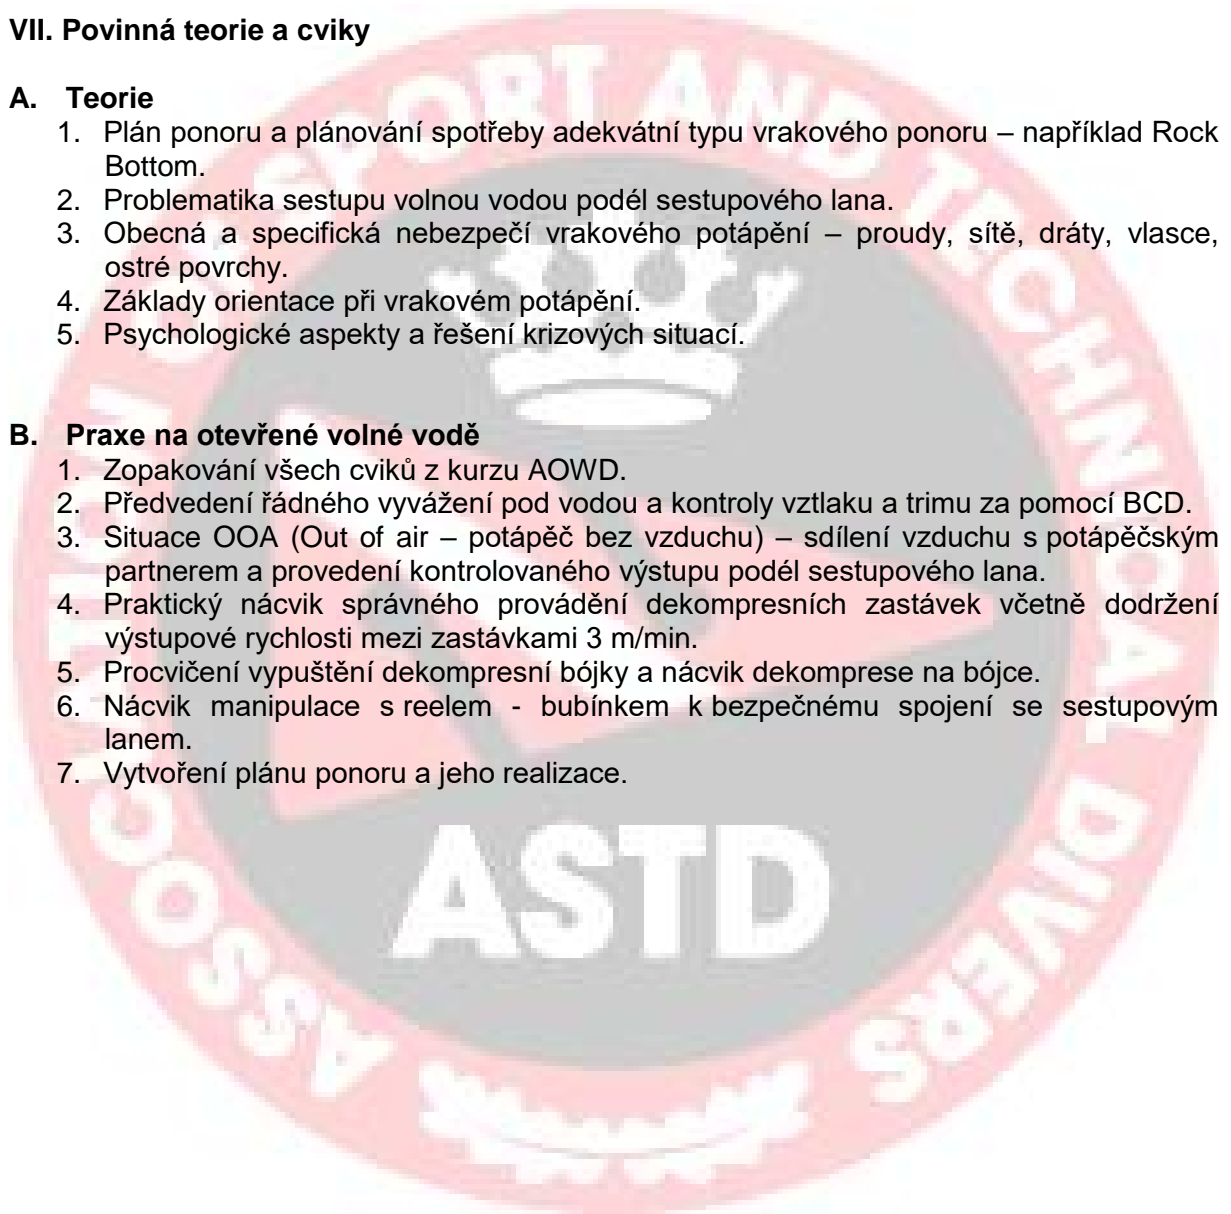 VII. Povinná teorie a cviky
A. Teorie
1. Plán ponoru a plánování spotřeby adekvátní typu vrakového ponoru – například Rock
Bottom.
2. Problematika sestupu volnou vodou podél sestupového lana.
3. Obecná a specifická nebezpečí vrakového potápění – proudy, sítě, dráty, vlasce,
ostré povrchy.
4. Základy orientace při vrakovém potápění.
5. Psychologické aspekty a řešení krizových situací.
B. Praxe na otevřené volné vodě
1. Zopakování všech cviků z kurzu AOWD.
2. Předvedení řádného vyvážení pod vodou a kontroly vztlaku a trimu za pomocí BCD.
3. Situace OOA (Out of air – potápěč bez vzduchu) – sdílení vzduchu s potápěčským
partnerem a provedení kontrolovaného výstupu podél sestupového lana.
4. Praktický nácvik správného provádění dekompresních zastávek včetně dodržení
výstupové rychlosti mezi zastávkami 3 m/min.
5. Procvičení vypuštění dekompresní bójky a nácvik dekomprese na bójce.
6. Nácvik manipulace s reelem - bubínkem k bezpečnému spojení se sestupovým
lanem.
7. Vytvoření plánu ponoru a jeho realizace.
ASSOCIATION OF SPORT AND TECHNICAL DIVERS
ASTD